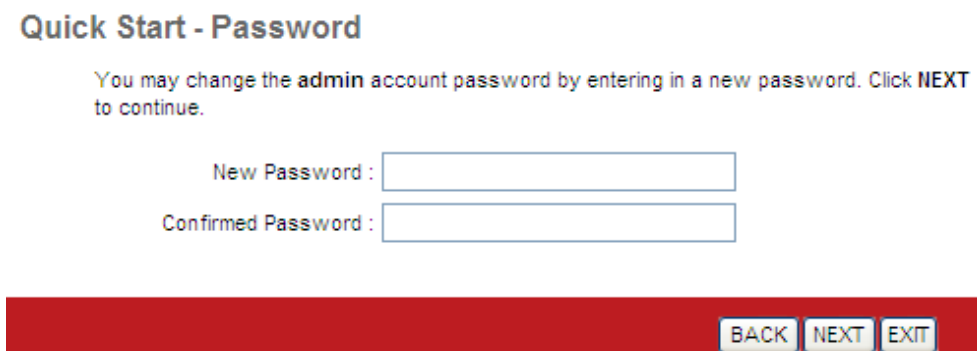 Quick Start - Password
You may change the admin account password by entering in a new password. Click NEXT
to continue.
New Password :
Confirmed Password :
BACK NEXT EXIT